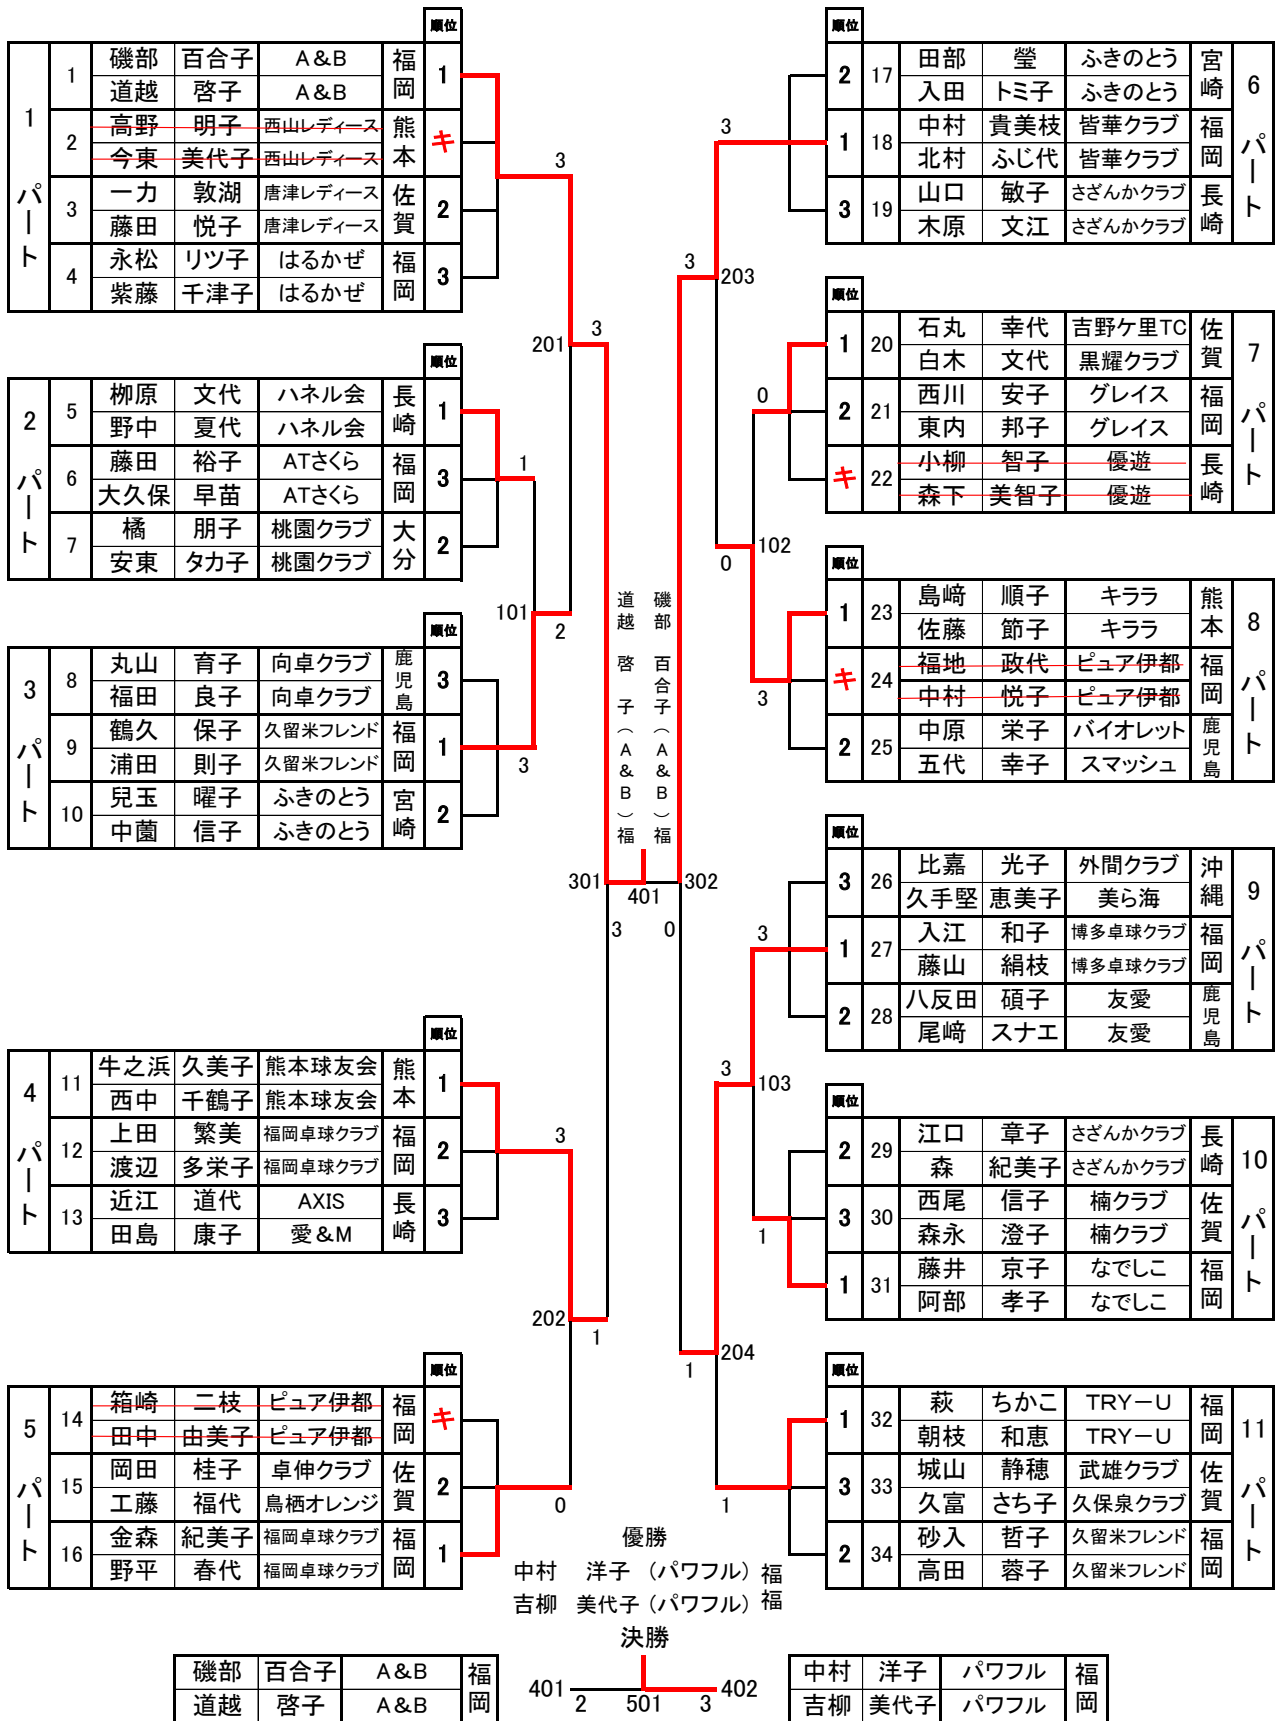 順位
1 パート
1 磯部 百合子 A&B 福岡 1
道越 啓子 A&B
2 高野 明子 西山レディース 熊本 キ
今東 美代子 西山レディース
3 一力 敦湖 唐津レディース 佐賀 2
藤田 悦子 唐津レディース
4 永松 リツ子 はるかぜ 福岡 3
紫藤 千津子 はるかぜ
3
201
3
順位
2 パート
5 栁原 文代 ハネル会 長崎 1
野中 夏代 ハネル会
6 藤田 裕子 ATさくら 福岡 3
大久保 早苗 ATさくら
7 橘 朋子 桃園クラブ 大分 2
安東 タカ子 桃園クラブ
1
101
2
順位
3 パート
8 丸山 育子 向卓クラブ 鹿児島 3
福田 良子 向卓クラブ
9 鶴久 保子 久留米フレンド 福岡 1
浦田 則子 久留米フレンド
10 兒玉 曜子 ふきのとう 宮崎 2
中薗 信子 ふきのとう
3
301
3
順位
4 パート
11 牛之浜 久美子 熊本球友会 熊本 1
西中 千鶴子 熊本球友会
12 上田 繁美 福岡卓球クラブ 福岡 2
渡辺 多栄子 福岡卓球クラブ
13 近江 道代 AXIS 長崎 3
田島 康子 愛&M
3
202
1
順位
5 パート
14 箱崎 二枝 ピュア伊都 福岡 キ
田中 由美子 ピュア伊都
15 岡田 桂子 卓伸クラブ 佐賀 2
工藤 福代 鳥栖オレンジ
16 金森 紀美子 福岡卓球クラブ 福岡 1
野平 春代 福岡卓球クラブ
0
磯部 百合子(A&B)福
道越 啓子(A&B)福
401
順位
6 パート
2 17 田部 瑩 ふきのとう 宮崎
入田 トミ子 ふきのとう
1 18 中村 貴美枝 皆華クラブ 福岡
北村 ふじ代 皆華クラブ
3 19 山口 敏子 さざんかクラブ 長崎
木原 文江 さざんかクラブ
3
203
3
順位
7 パート
1 20 石丸 幸代 吉野ケ里TC 佐賀
白木 文代 黒耀クラブ
2 21 西川 安子 グレイス 福岡
東内 邦子 グレイス
キ 22 小柳 智子 優遊 長崎
森下 美智子 優遊
0
102
0
順位
8 パート
1 23 島﨑 順子 キララ 熊本
佐藤 節子 キララ
キ 24 福地 政代 ピュア伊都 福岡
中村 悦子 ピュア伊都
2 25 中原 栄子 バイオレット 鹿児島
五代 幸子 スマッシュ
3
302
0
順位
9 パート
3 26 比嘉 光子 外間クラブ 沖縄
久手堅 恵美子 美ら海
1 27 入江 和子 博多卓球クラブ 福岡
藤山 絹枝 博多卓球クラブ
2 28 八反田 碩子 友愛 鹿児島
尾﨑 スナエ 友愛
3
103
3
順位
10 パート
2 29 江口 章子 さざんかクラブ 長崎
森 紀美子 さざんかクラブ
3 30 西尾 信子 楠クラブ 佐賀
森永 澄子 楠クラブ
1 31 藤井 京子 なでしこ 福岡
阿部 孝子 なでしこ
1
204
1
順位
11 パート
1 32 萩 ちかこ TRY-U 福岡
朝枝 和恵 TRY-U
3 33 城山 静穂 武雄クラブ 佐賀
久富 さち子 久保泉クラブ
2 34 砂入 哲子 久留米フレンド 福岡
高田 蓉子 久留米フレンド
1
優勝
中村 洋子 (パワフル) 福
吉柳 美代子 (パワフル) 福
決勝
磯部 百合子 A&B 福岡
道越 啓子 A&B
401 2 501 3 402
中村 洋子 パワフル 福岡
吉柳 美代子 パワフル